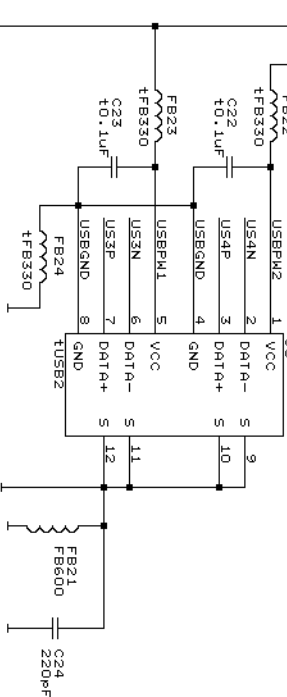 FB22
tFB330
USBPW2 1 VCC
US4N 2 DATA- S 9
C22
t0.1uF
US4P 3 DATA+ S 10
USBGND 4 GND
FB23
tFB330
USBPW1 5 VCC
US3N 6 DATA- S 11
C23
t0.1uF
US3P 7 DATA+ S 12
USBGND 8 GND
tUSB2
FB24
tFB330
FB21
FB600
C24
220pF